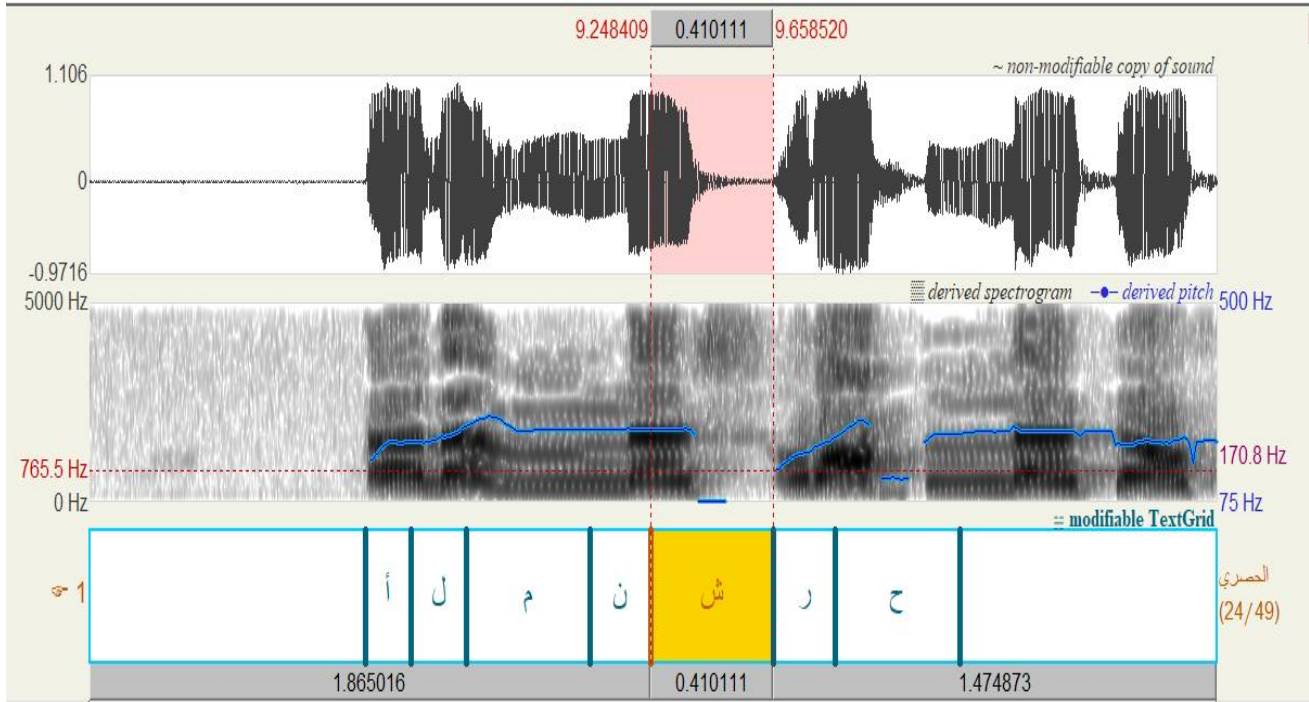 9.248409 0.410111 9.658520
~ non-modifiable copy of sound
1.106
0
-0.9716
5000 Hz
derived spectrogram derived pitch 500 Hz
765.5 Hz 170.8 Hz
0 Hz 75 Hz
modifiable TextGrid
1 أ ل م ن ش ر ح الحصري
(24/49)
1.865016 0.410111 1.474873